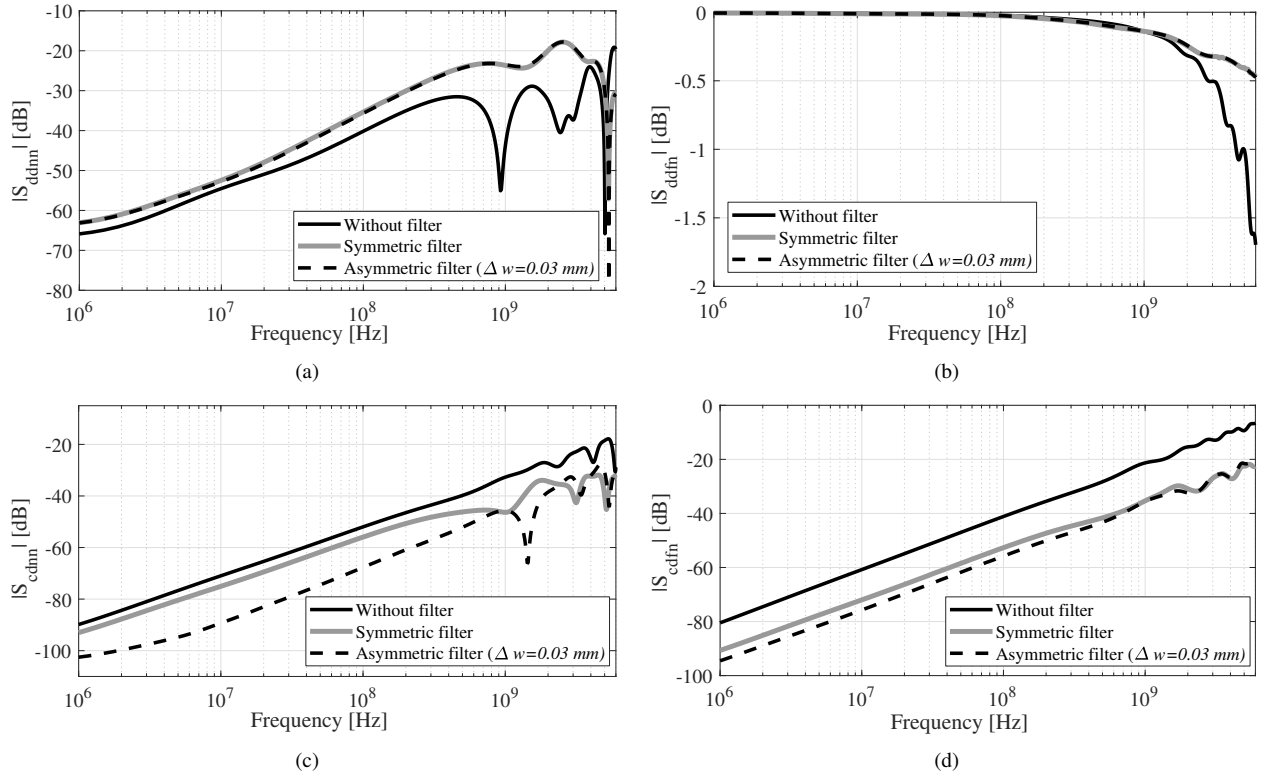 0
-10
-20
-30
-40
-50
-60
-70
-80
|S_ddnn| [dB]
Without filter
Symmetric filter
Asymmetric filter (Δ w=0.03 mm)
10^6 10^7 10^8 10^9
Frequency [Hz]
(a)
0
-0.5
-1
-1.5
-2
|S_ddfn| [dB]
Without filter
Symmetric filter
Asymmetric filter (Δ w=0.03 mm)
10^6 10^7 10^8 10^9
Frequency [Hz]
(b)
-20
-40
-60
-80
-100
|S_cdnn| [dB]
Without filter
Symmetric filter
Asymmetric filter (Δ w=0.03 mm)
10^6 10^7 10^8 10^9
Frequency [Hz]
(c)
0
-20
-40
-60
-80
-100
|S_cdfn| [dB]
Without filter
Symmetric filter
Asymmetric filter (Δ w=0.03 mm)
10^6 10^7 10^8 10^9
Frequency [Hz]
(d)